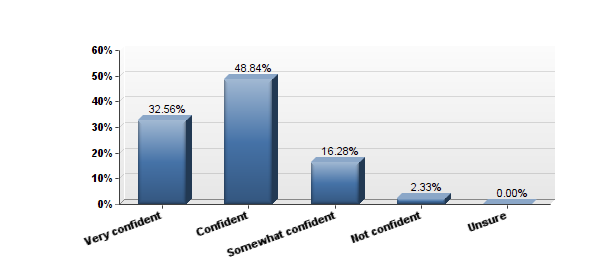 60%
50%
40%
30%
20%
10%
0%
32.56%
48.84%
16.28%
2.33%
0.00%
Very confident
Confident
Somewhat confident
Not confident
Unsure